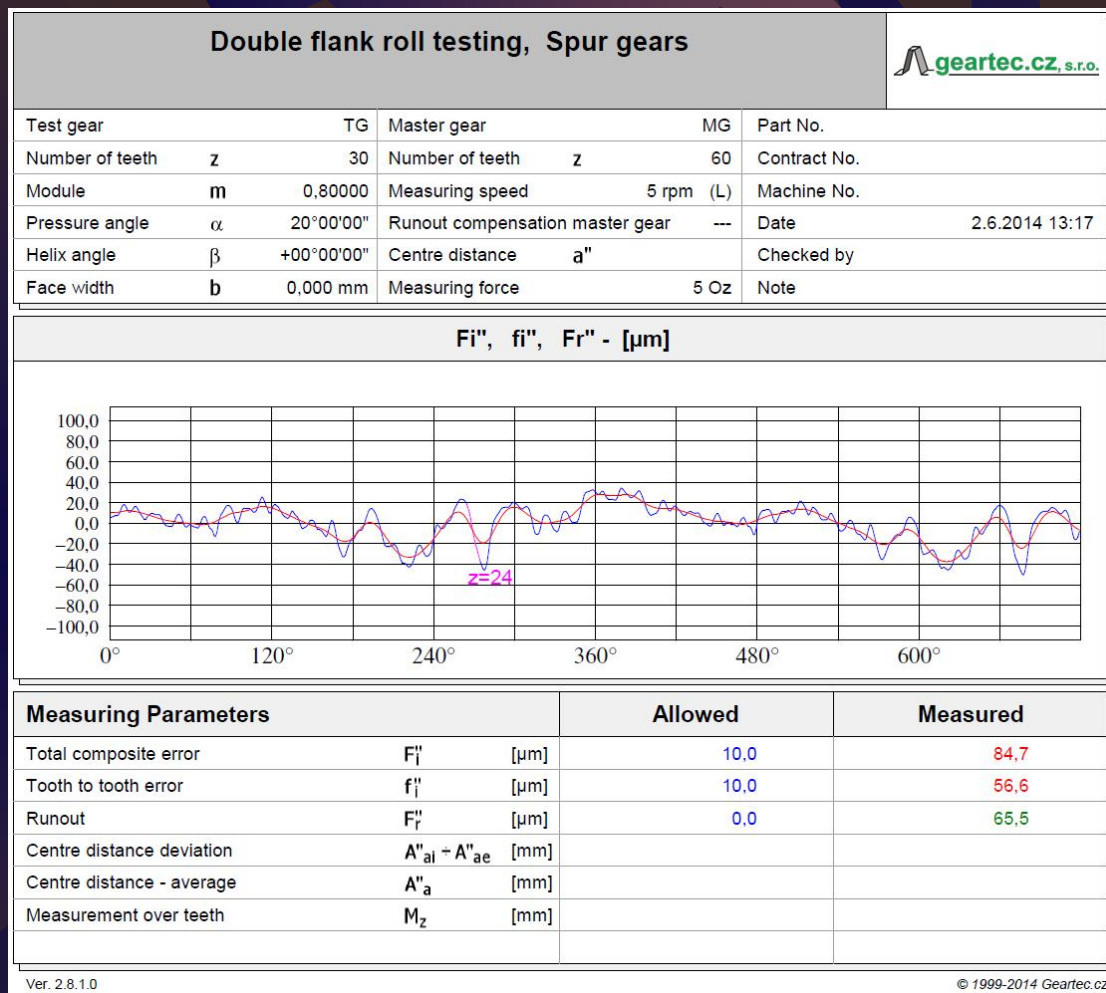 Double flank roll testing, Spur gears
geartec.cz, s.r.o.
Test gear TG Master gear MG Part No.
Number of teeth z 30 Number of teeth z 60 Contract No.
Module m 0,80000 Measuring speed 5 rpm (L) Machine No.
Pressure angle α 20°00'00" Runout compensation master gear --- Date 2.6.2014 13:17
Helix angle β +00°00'00" Centre distance a" Checked by
Face width b 0,000 mm Measuring force 5 Oz Note
Fi", fi", Fr" - [µm]
100,0
80,0
60,0
40,0
20,0
0,0
−20,0
−40,0
z=24
−60,0
−80,0
−100,0
0° 120° 240° 360° 480° 600°
Measuring Parameters Allowed Measured
Total composite error Fi" [µm] 10,0 84,7
Tooth to tooth error fi" [µm] 10,0 56,6
Runout Fr" [µm] 0,0 65,5
Centre distance deviation A"ai ÷ A"ae [mm]
Centre distance - average A"a [mm]
Measurement over teeth Mz [mm]
Ver. 2.8.1.0 © 1999-2014 Geartec.cz